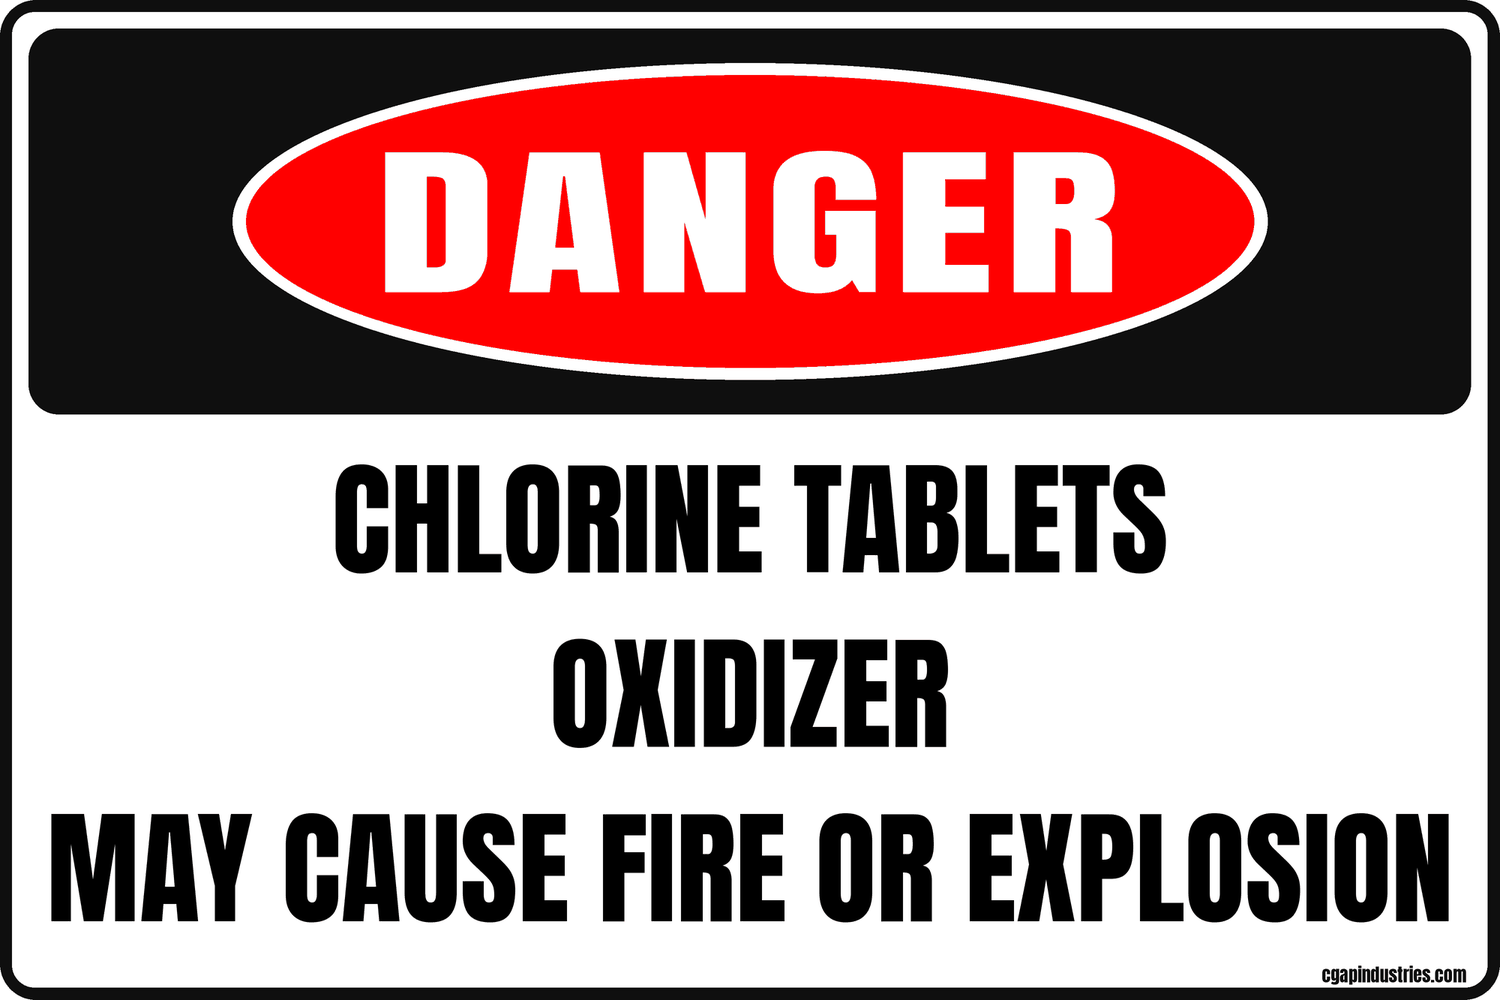 DANGER
CHLORINE TABLETS
OXIDIZER
MAY CAUSE FIRE OR EXPLOSION
cgapindustries.com